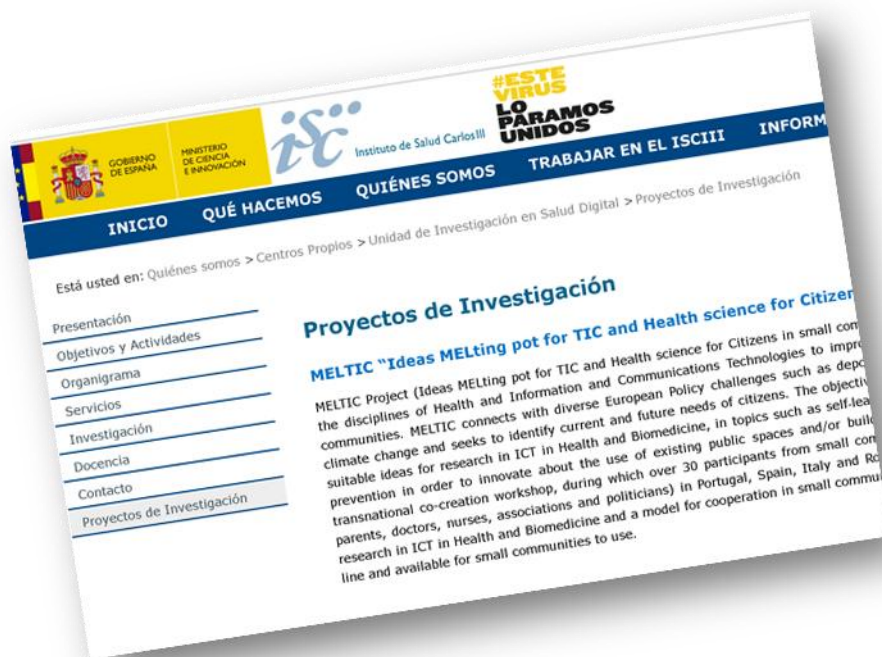 GOBIERNO
DE ESPAÑA
MINISTERIO
DE CIENCIA
E INNOVACIÓN
isc
Instituto de Salud Carlos III
#ESTE
VIRUS
LO
PARAMOS
UNIDOS
INICIO QUÉ HACEMOS QUIÉNES SOMOS TRABAJAR EN EL ISCIII INFORM
Está usted en: Quiénes somos > Centros Propios > Unidad de Investigación en Salud Digital > Proyectos de Investigación
Presentación
Objetivos y Actividades
Organigrama
Servicios
Investigación
Docencia
Contacto
Proyectos de Investigación
Proyectos de Investigación
MELTIC "Ideas MELting pot for TIC and Health science for Citizen
MELTIC Project (Ideas MELting pot for TIC and Health science for Citizens in small com
the disciplines of Health and Information and Communications Technologies to impro
communities. MELTIC connects with diverse European Policy challenges such as depo
climate change and seeks to identify current and future needs of citizens. The objectiv
suitable ideas for research in ICT in Health and Biomedicine, in topics such as self-lea
prevention in order to innovate about the use of existing public spaces and/or build
transnational co-creation workshop, during which over 30 participants from small com
parents, doctors, nurses, associations and politicians) in Portugal, Spain, Italy and Ro
research in ICT in Health and Biomedicine and a model for cooperation in small commu
line and available for small communities to use.